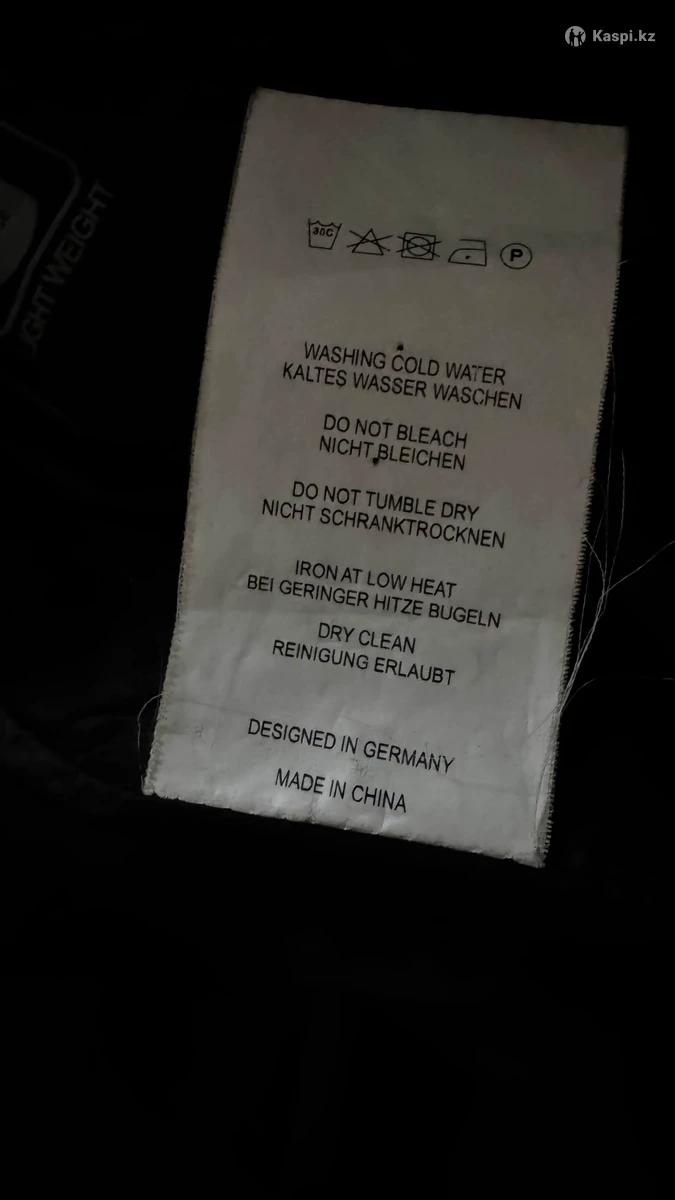 Kaspi.kz
GHT WEIGHT
30C
P
WASHING COLD WATER
KALTES WASSER WASCHEN
DO NOT BLEACH
NICHT BLEICHEN
DO NOT TUMBLE DRY
NICHT SCHRANKTROCKNEN
IRON AT LOW HEAT
BEI GERINGER HITZE BUGELN
DRY CLEAN
REINIGUNG ERLAUBT
DESIGNED IN GERMANY
MADE IN CHINA